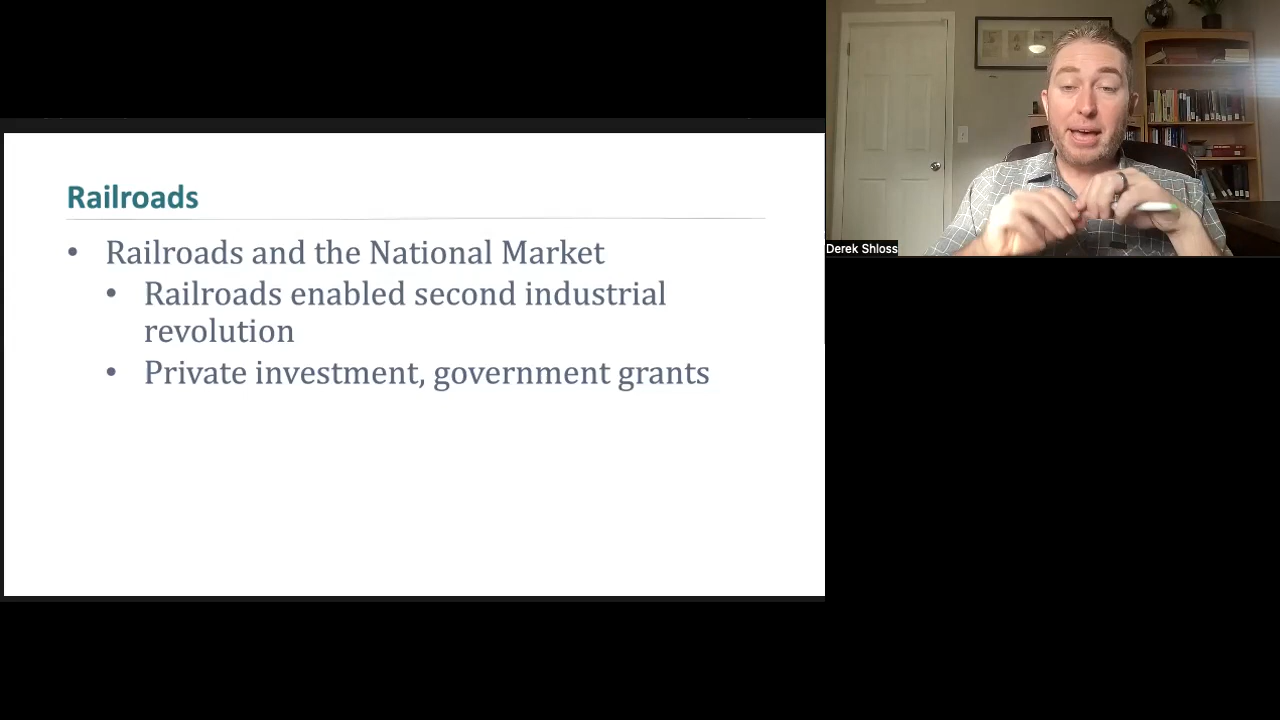 Railroads
• Railroads and the National Market
• Railroads enabled second industrial
revolution
• Private investment, government grants
Derek Shloss